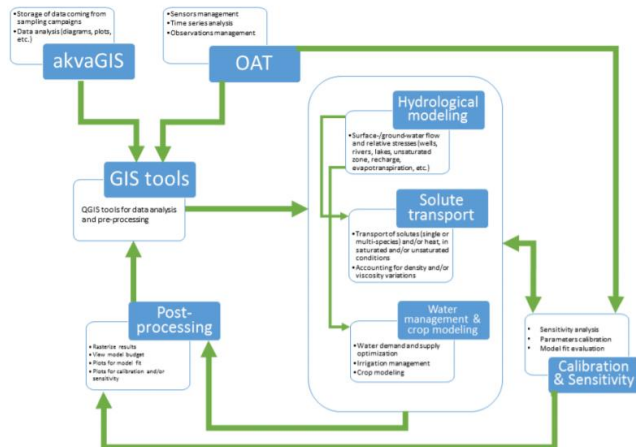 • Storage of data coming from
sampling campaigns
• Data analysis (diagrams, plots,
etc.)
akvaGIS
• Sensors management
• Time series analysis
• Observations management
OAT
GIS tools
QGIS tools for data analysis
and pre-processing
Hydrological
modeling
• Surface-/ground-water flow
and relative stresses (wells,
rivers, lakes, unsaturated
zone, recharge,
evapotranspiration, etc.)
Solute
transport
• Transport of solutas (single or
multi-species) and/or heat, in
saturated and/or unsaturated
conditions
• Accounting for density and/or
viscosity variations
Water
management &
crop modeling
• Water demand and supply
optimization
• Irrigation management
• Crop modeling
Post-
processing
• Rasterize results
• View model budget
• Plots for model fit
• Plots for calibration and/or
sensitivity
• Sensitivity analysis
• Parameters calibration
• Model fit evaluation
Calibration
& Sensitivity